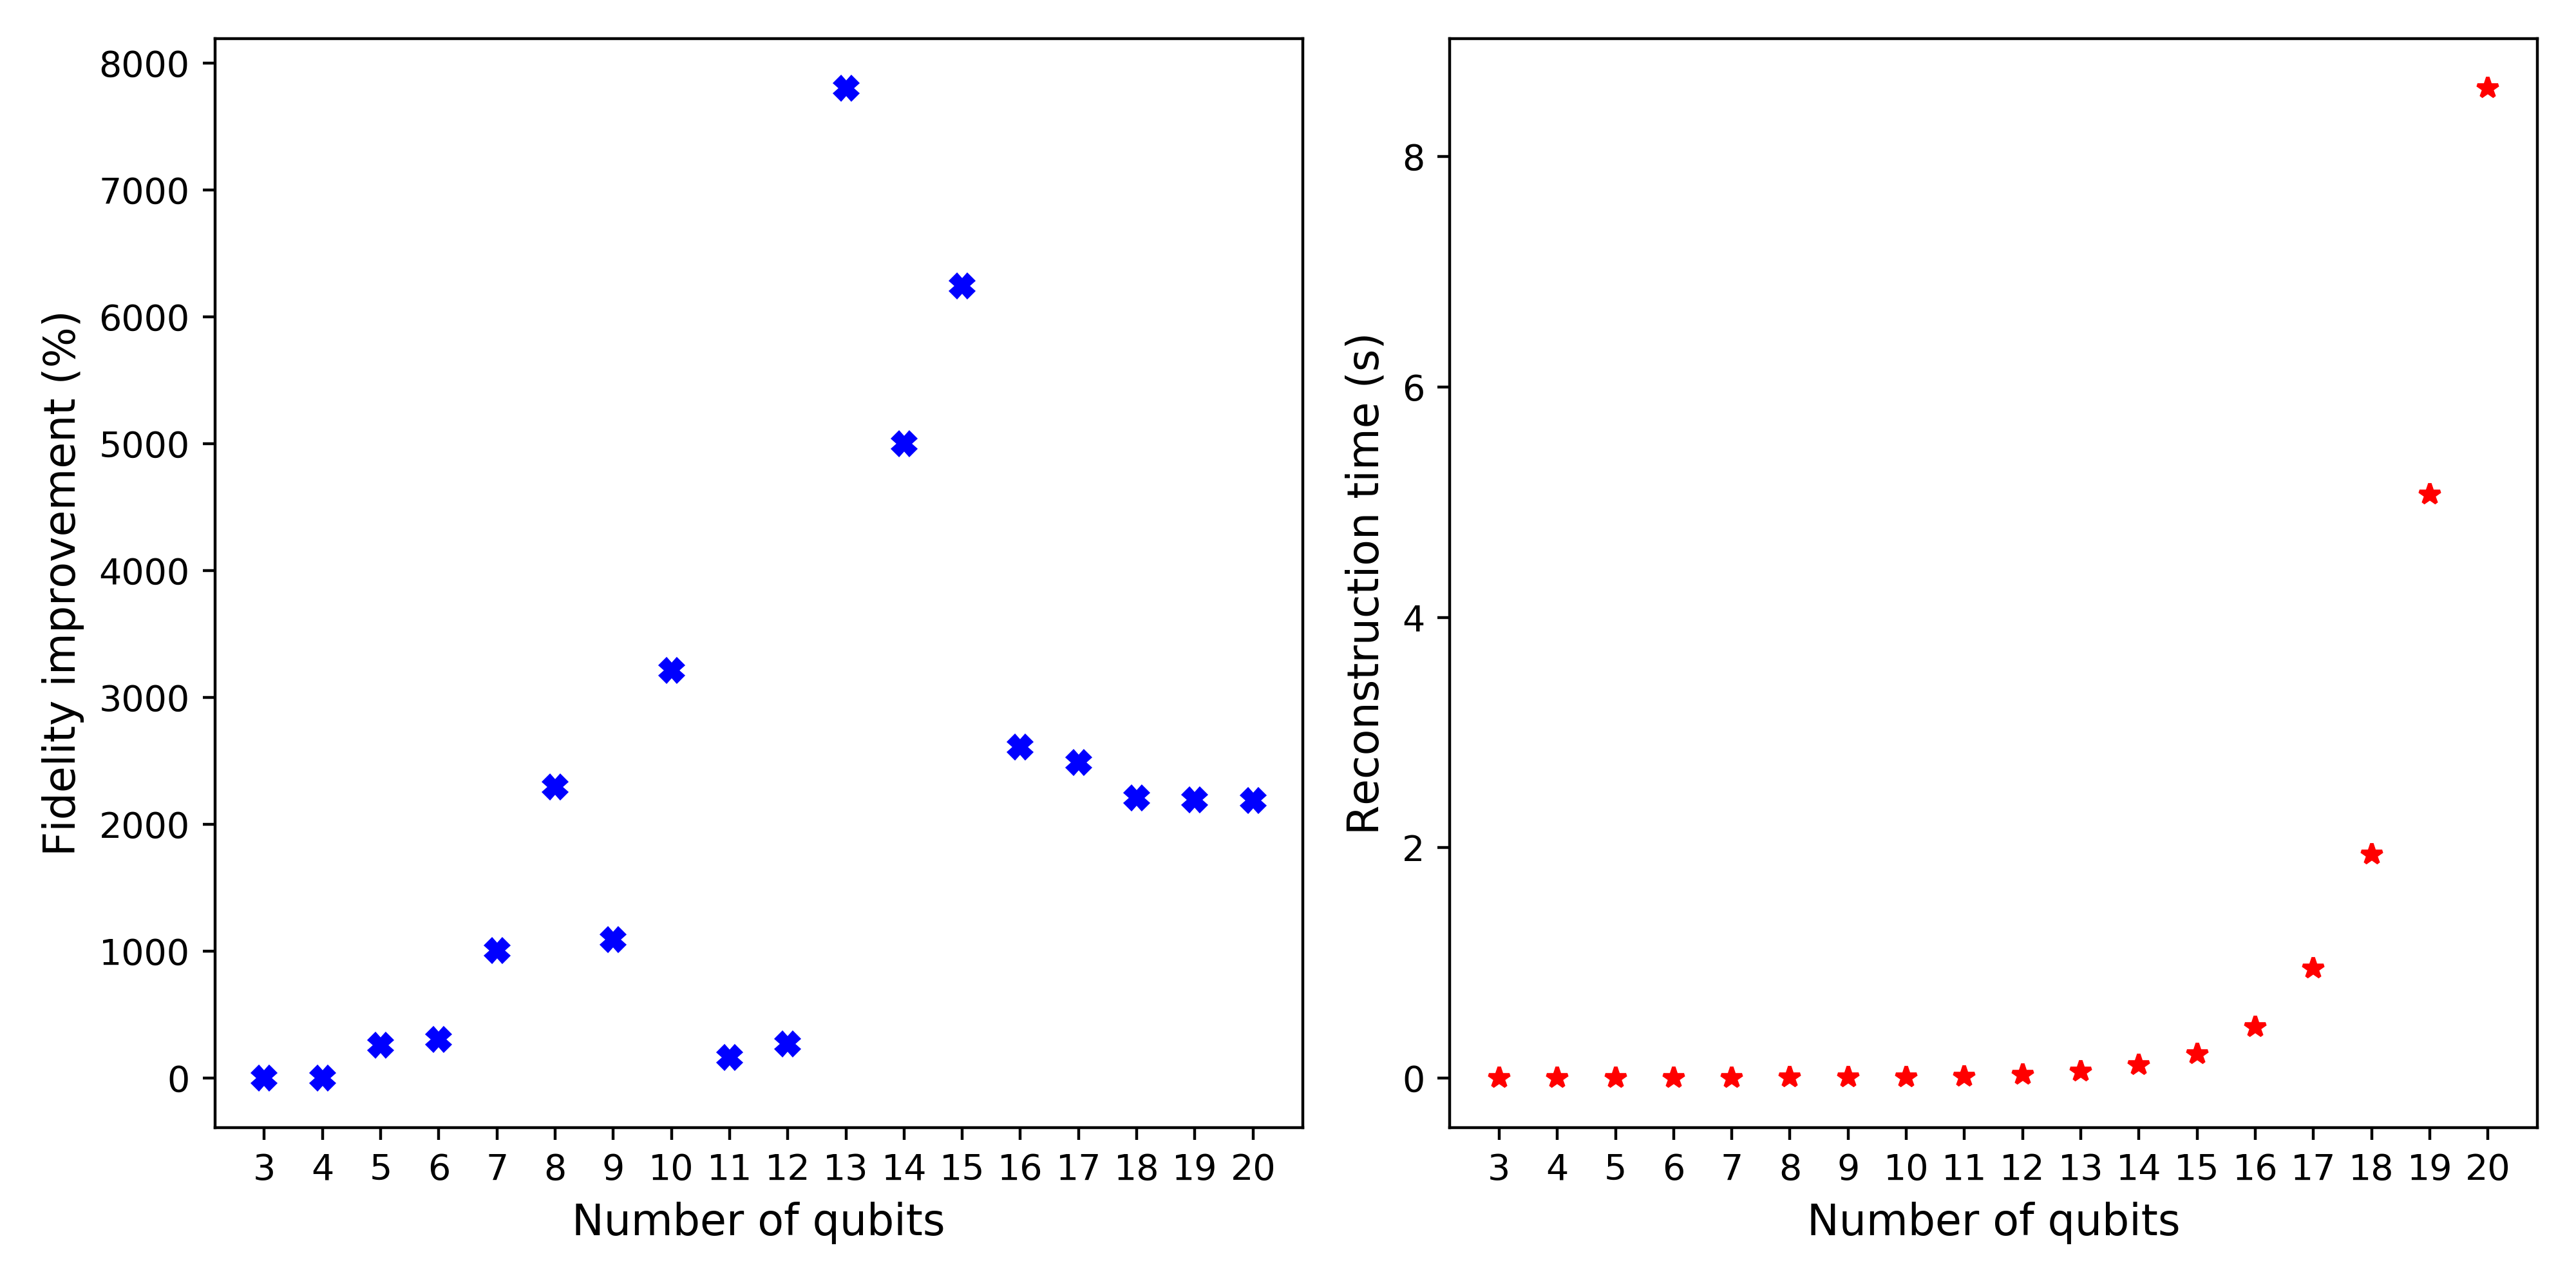 Fidelity improvement (%)
8000
7000
6000
5000
4000
3000
2000
1000
0
3 4 5 6 7 8 9 10 11 12 13 14 15 16 17 18 19 20
Number of qubits
Reconstruction time (s)
8
6
4
2
0
3 4 5 6 7 8 9 10 11 12 13 14 15 16 17 18 19 20
Number of qubits